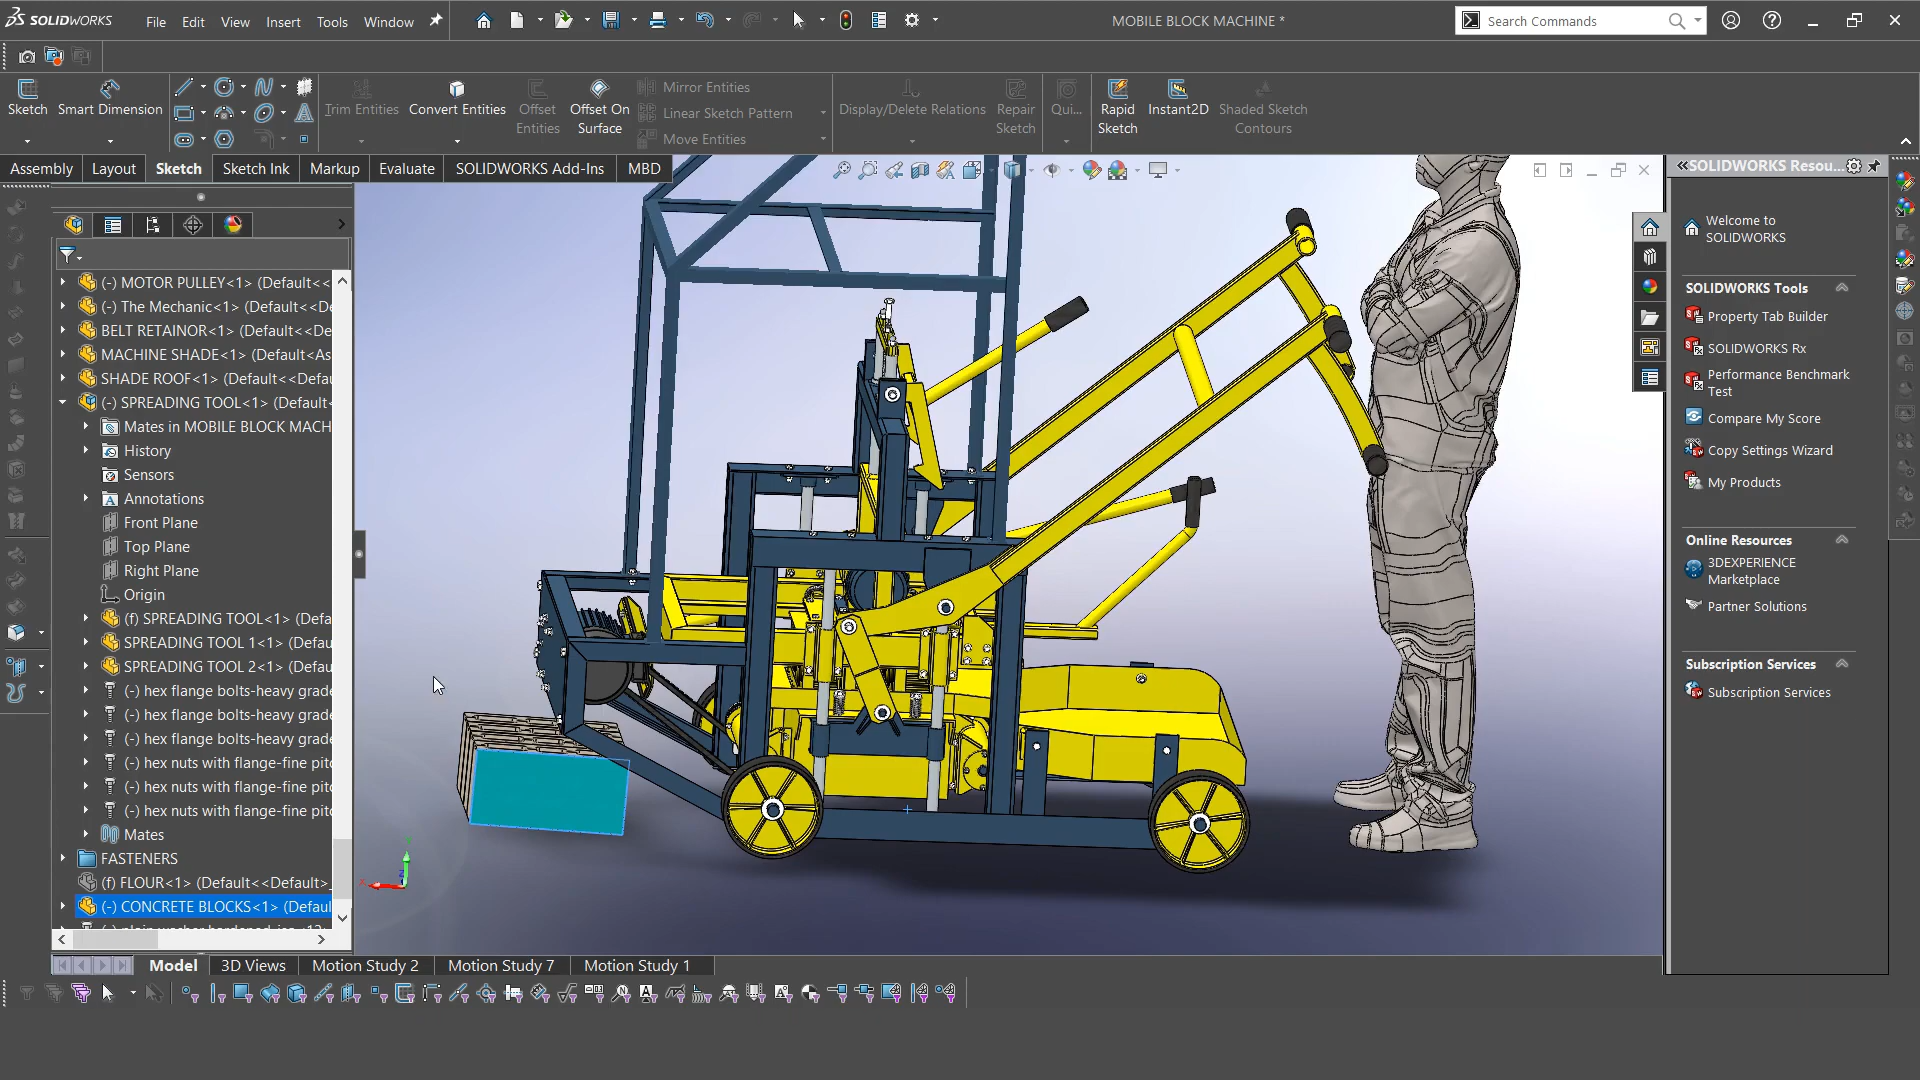 SOLIDWORKS File Edit View Insert Tools Window MOBILE BLOCK MACHINE * Search Commands
Sketch Smart Dimension Trim Entities Convert Entities Offset Entities Offset On Surface Mirror Entities Linear Sketch Pattern Move Entities Display/Delete Relations Repair Sketch Qui... Rapid Sketch Instant2D Shaded Sketch Contours
Assembly Layout Sketch Sketch Ink Markup Evaluate SOLIDWORKS Add-Ins MBD
(-) MOTOR PULLEY<1> (Default<<
(-) The Mechanic<1> (Default<<D
BELT RETAINOR<1> (Default<<De
MACHINE SHADE<1> (Default<As
SHADE ROOF<1> (Default<<Defau
(-) SPREADING TOOL<1> (Default<
Mates in MOBILE BLOCK MACH
History
Sensors
Annotations
Front Plane
Top Plane
Right Plane
Origin
(f) SPREADING TOOL<1> (Defa
SPREADING TOOL 1<1> (Defau
SPREADING TOOL 2<1> (Defau
(-) hex flange bolts-heavy grade
(-) hex flange bolts-heavy grade
(-) hex flange bolts-heavy grade
(-) hex nuts with flange-fine pitc
(-) hex nuts with flange-fine pitc
(-) hex nuts with flange-fine pitc
Mates
FASTENERS
(f) FLOUR<1> (Default<<Default>_
(-) CONCRETE BLOCKS<1> (Defaul
Model 3D Views Motion Study 2 Motion Study 7 Motion Study 1
SOLIDWORKS Resou...
Welcome to
SOLIDWORKS
SOLIDWORKS Tools
Property Tab Builder
SOLIDWORKS Rx
Performance Benchmark
Test
Compare My Score
Copy Settings Wizard
My Products
Online Resources
3DEXPERIENCE
Marketplace
Partner Solutions
Subscription Services
Subscription Services